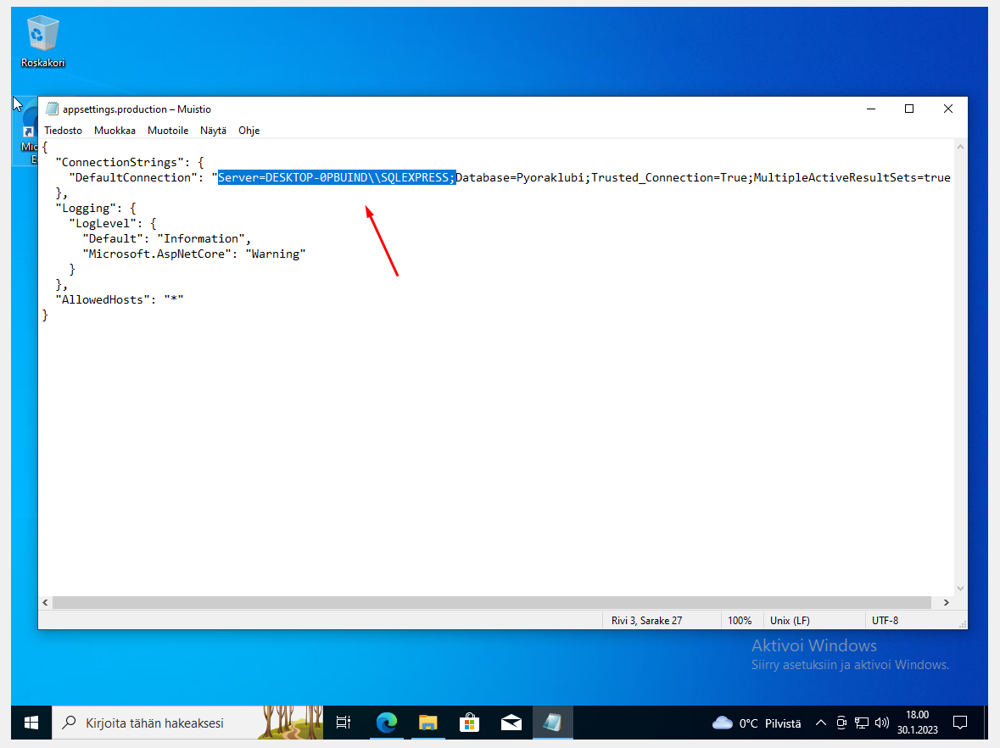 Roskakori
appsettings.production – Muistio
Tiedosto Muokkaa Muotoile Näytä Ohje
{
  "ConnectionStrings": {
    "DefaultConnection": "Server=DESKTOP-0PBUIND\\SQLEXPRESS;Database=Pyoraklubi;Trusted_Connection=True;MultipleActiveResultSets=true
  },
  "Logging": {
    "LogLevel": {
      "Default": "Information",
      "Microsoft.AspNetCore": "Warning"
    }
  },
  "AllowedHosts": "*"
}
Mic
E
Rivi 3, Sarake 27 100% Unix (LF) UTF-8
Aktivoi Windows
Siirry asetuksiin ja aktivoi Windows.
Kirjoita tähän hakeaksesi
0°C Pilvistä
18.00
30.1.2023